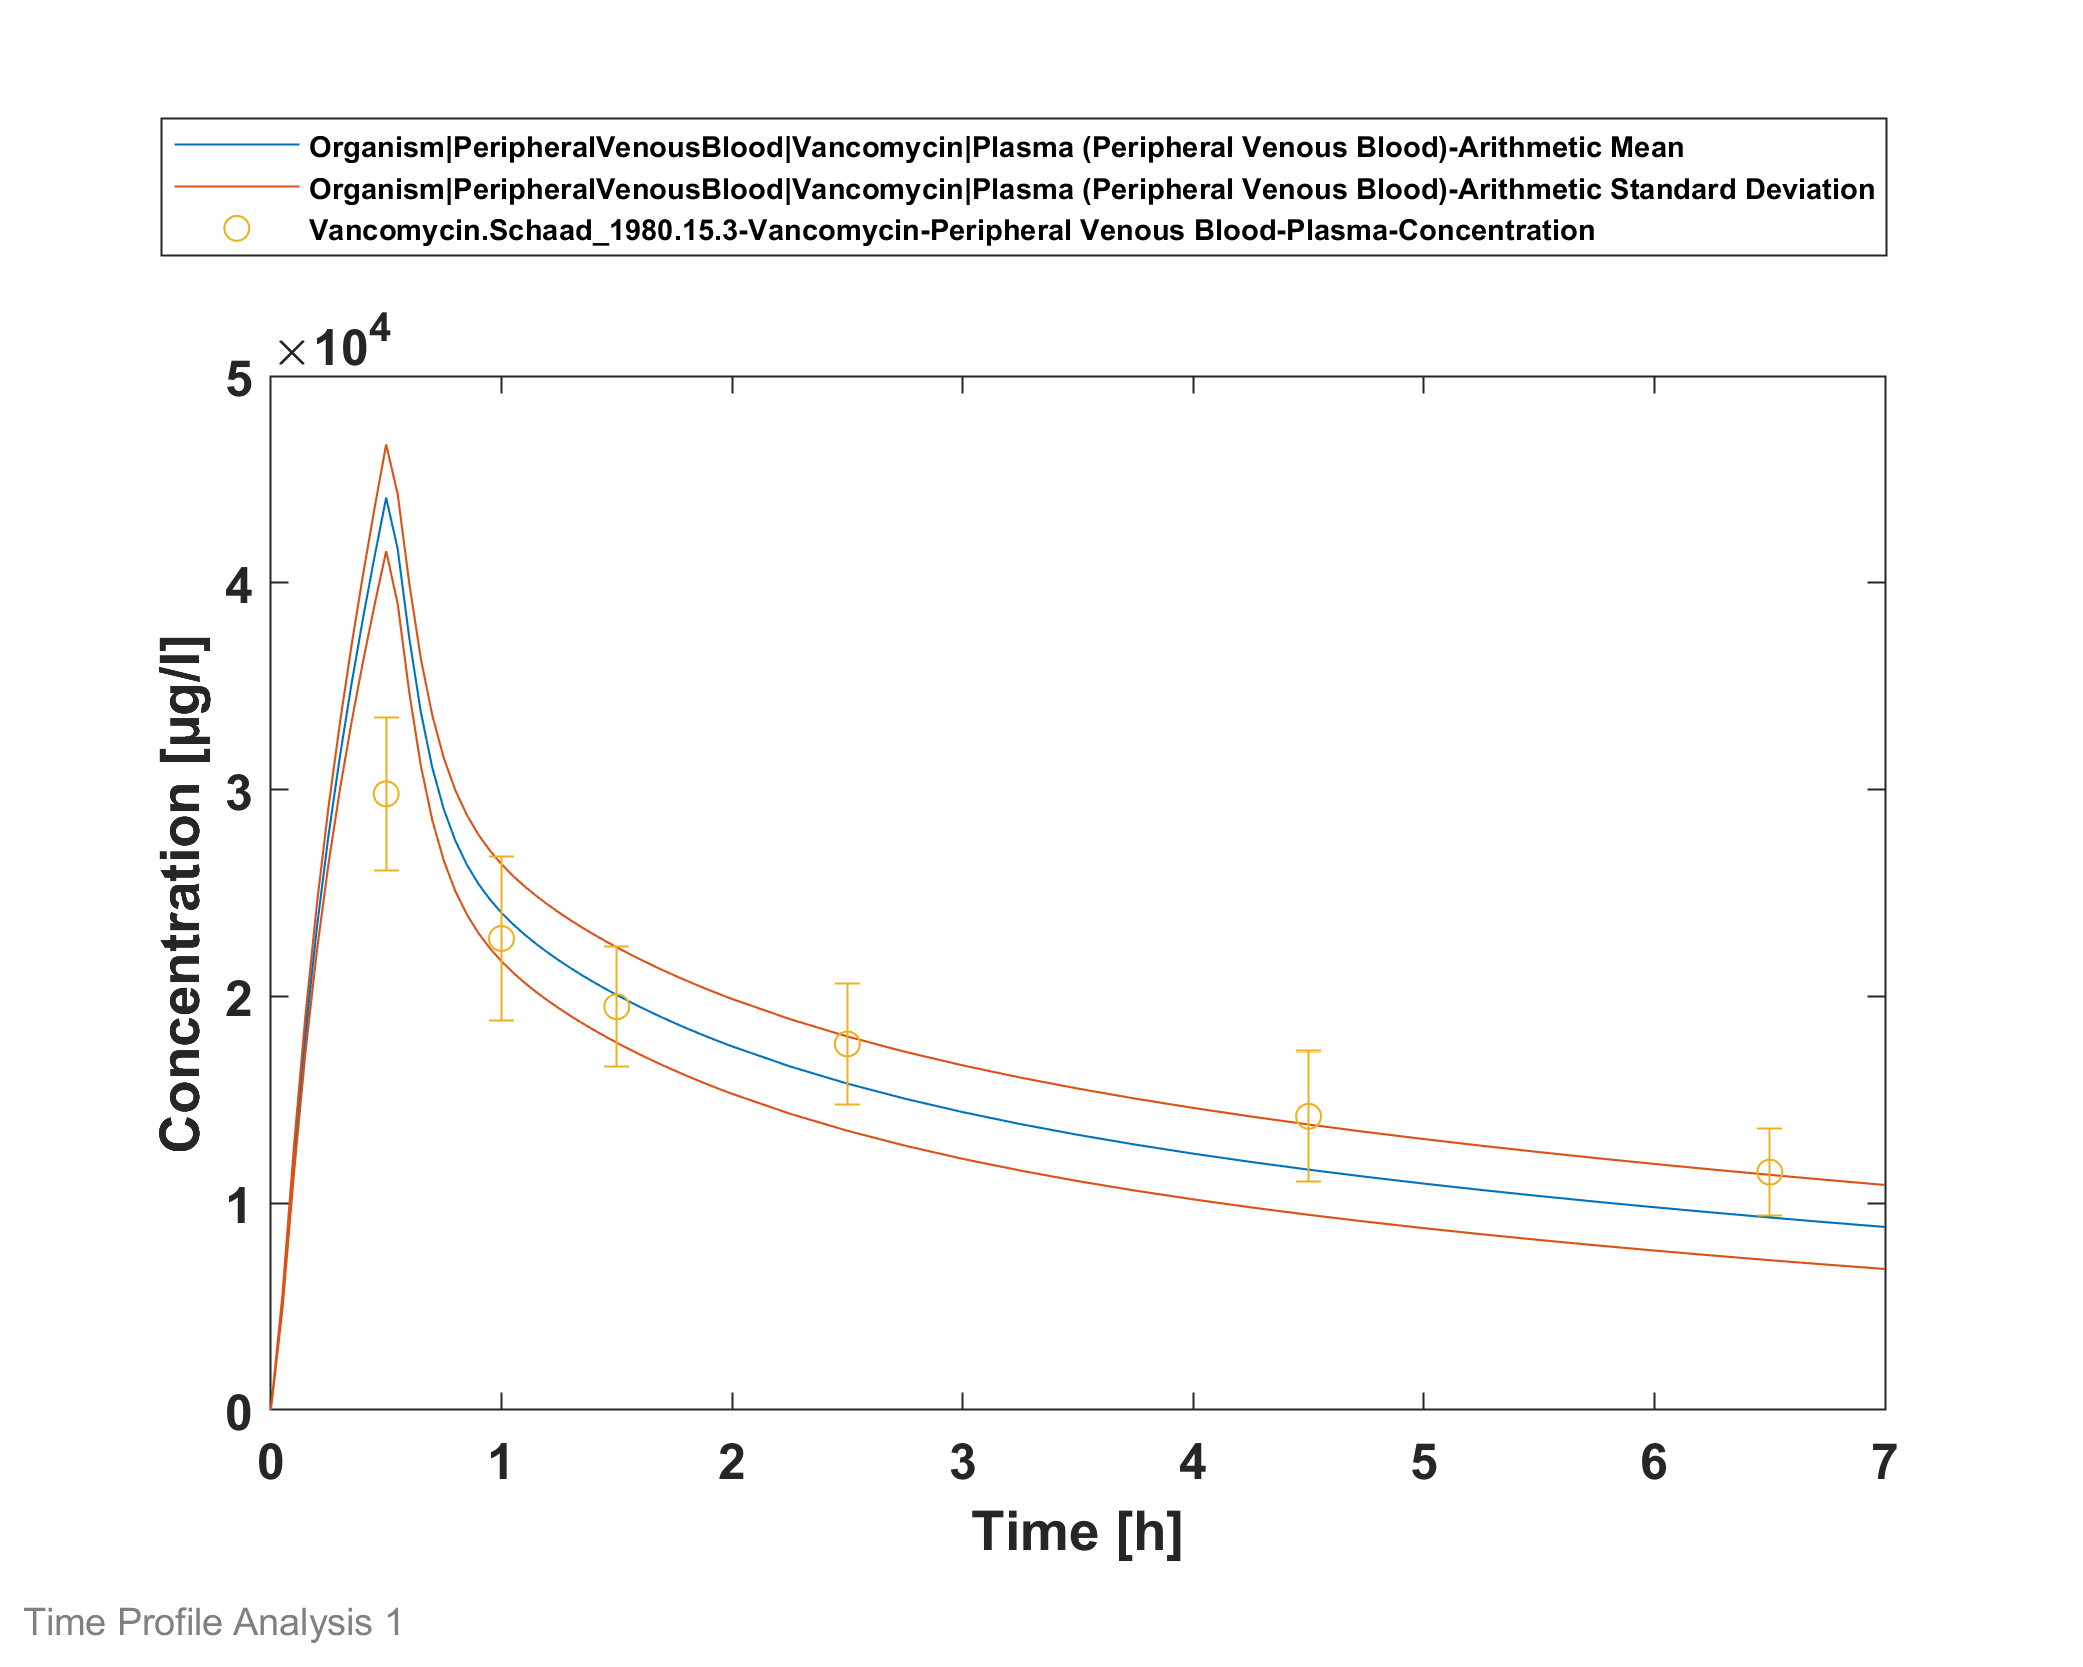 Organism|PeripheralVenousBlood|Vancomycin|Plasma (Peripheral Venous Blood)-Arithmetic Mean
Organism|PeripheralVenousBlood|Vancomycin|Plasma (Peripheral Venous Blood)-Arithmetic Standard Deviation
Vancomycin.Schaad_1980.15.3-Vancomycin-Peripheral Venous Blood-Plasma-Concentration
×10⁴
5
4
3
2
1
0
Concentration [µg/l]
0 1 2 3 4 5 6 7
Time [h]
Time Profile Analysis 1